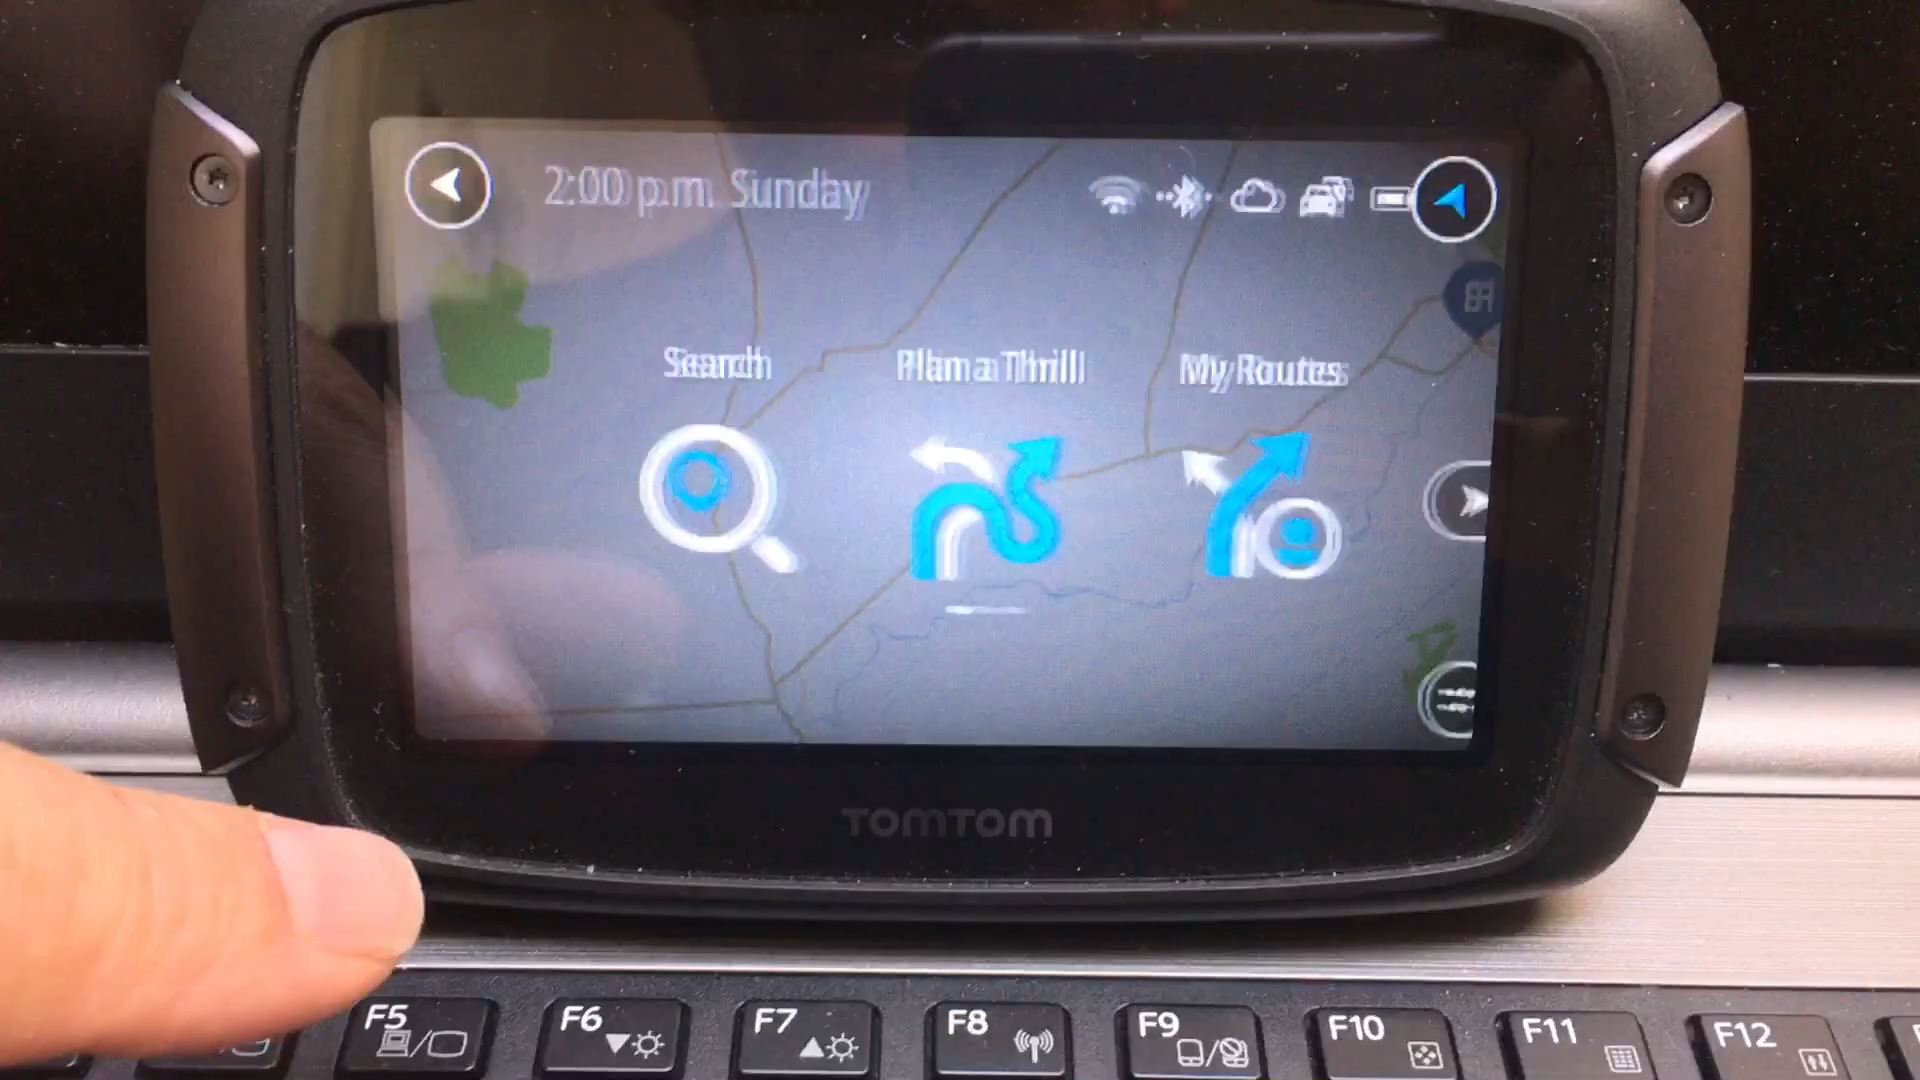 2:00 p.m. Sunday
Search
Plan a Thrill
My Routes
TOMTOM
F5
F6
F7
F8
F9
F10
F11
F12